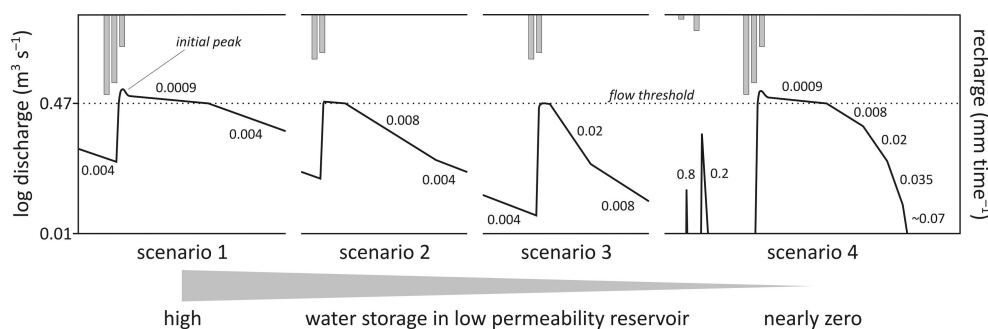 log discharge (m³ s⁻¹)
0.47
0.01
initial peak
0.0009
0.004
0.004
scenario 1
0.008
0.004
scenario 2
0.004
0.02
0.008
scenario 3
flow threshold
0.8
0.2
0.0009
0.008
0.02
0.035
~0.07
scenario 4
recharge (mm time⁻¹)
high
water storage in low permeability reservoir
nearly zero